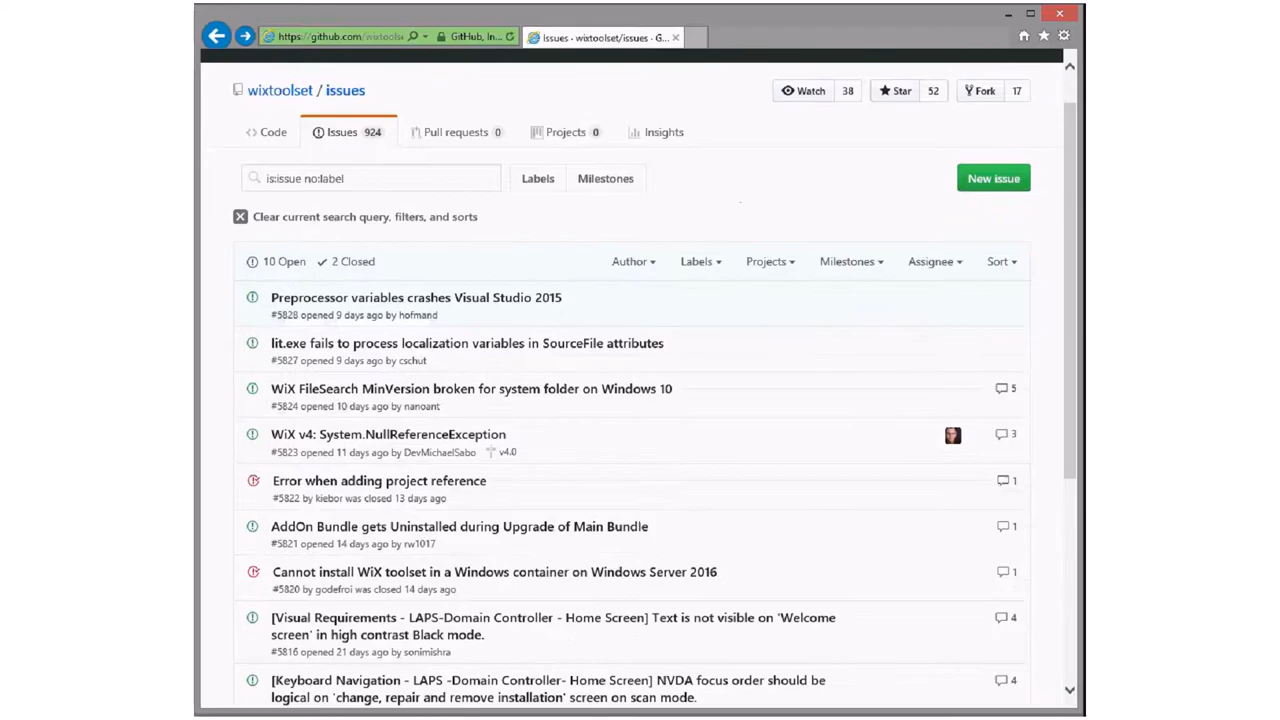 https://github.com/wixtools
GitHub, In...
Issues · wixtoolset/issues · G...
wixtoolset / issues
Watch 38
Star 52
Fork 17
Code
Issues 924
Pull requests 0
Projects 0
Insights
is:issue no:label
Labels
Milestones
New issue
Clear current search query, filters, and sorts
10 Open
2 Closed
Author
Labels
Projects
Milestones
Assignee
Sort
Preprocessor variables crashes Visual Studio 2015
#5828 opened 9 days ago by hofmand
lit.exe fails to process localization variables in SourceFile attributes
#5827 opened 9 days ago by cschut
WiX FileSearch MinVersion broken for system folder on Windows 10
5
#5824 opened 10 days ago by nanoant
WiX v4: System.NullReferenceException
3
#5823 opened 11 days ago by DevMichaelSabo v4.0
Error when adding project reference
1
#5822 by kiebor was closed 13 days ago
AddOn Bundle gets Uninstalled during Upgrade of Main Bundle
1
#5821 opened 14 days ago by rw1017
Cannot install WiX toolset in a Windows container on Windows Server 2016
1
#5820 by godefroi was closed 14 days ago
[Visual Requirements - LAPS-Domain Controller - Home Screen] Text is not visible on 'Welcome
4
screen' in high contrast Black mode.
#5816 opened 21 days ago by sonimishra
[Keyboard Navigation - LAPS -Domain Controller- Home Screen] NVDA focus order should be
4
logical on 'change, repair and remove installation' screen on scan mode.